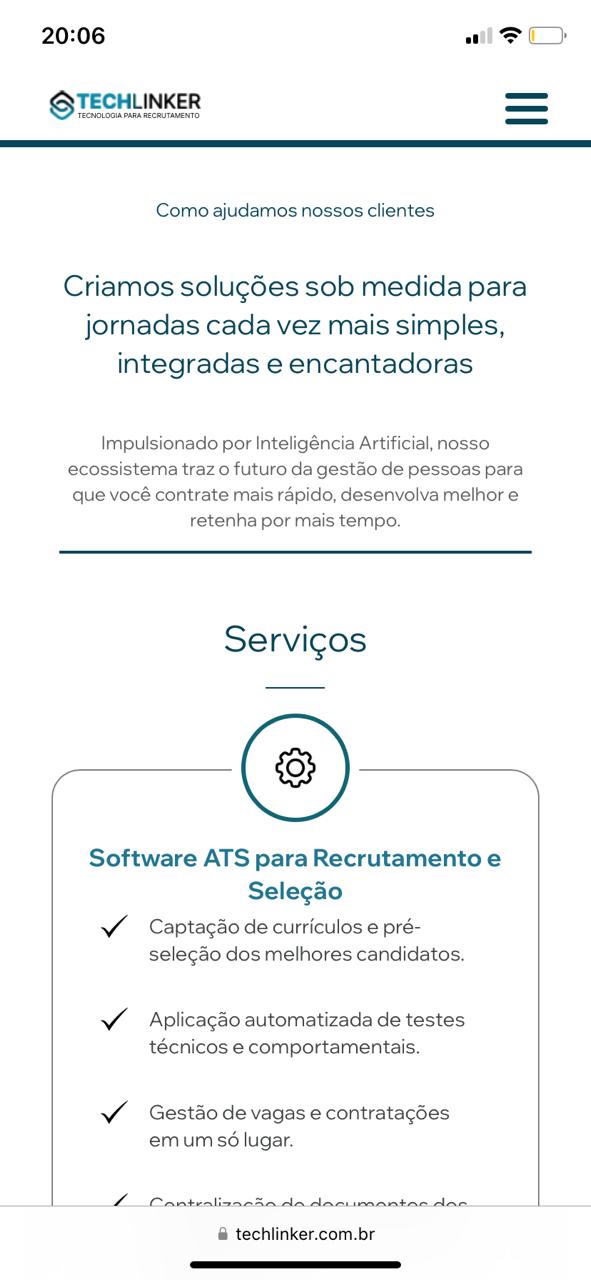 20:06
TECHLINKER
TECNOLOGIA PARA RECRUTAMENTO
Como ajudamos nossos clientes
Criamos soluções sob medida para
jornadas cada vez mais simples,
integradas e encantadoras
Impulsionado por Inteligência Artificial, nosso
ecossistema traz o futuro da gestão de pessoas para
que você contrate mais rápido, desenvolva melhor e
retenha por mais tempo.
Serviços
Software ATS para Recrutamento e
Seleção
Captação de currículos e pré-
seleção dos melhores candidatos.
Aplicação automatizada de testes
técnicos e comportamentais.
Gestão de vagas e contratações
em um só lugar.
Centralização de documentos dos
techlinker.com.br